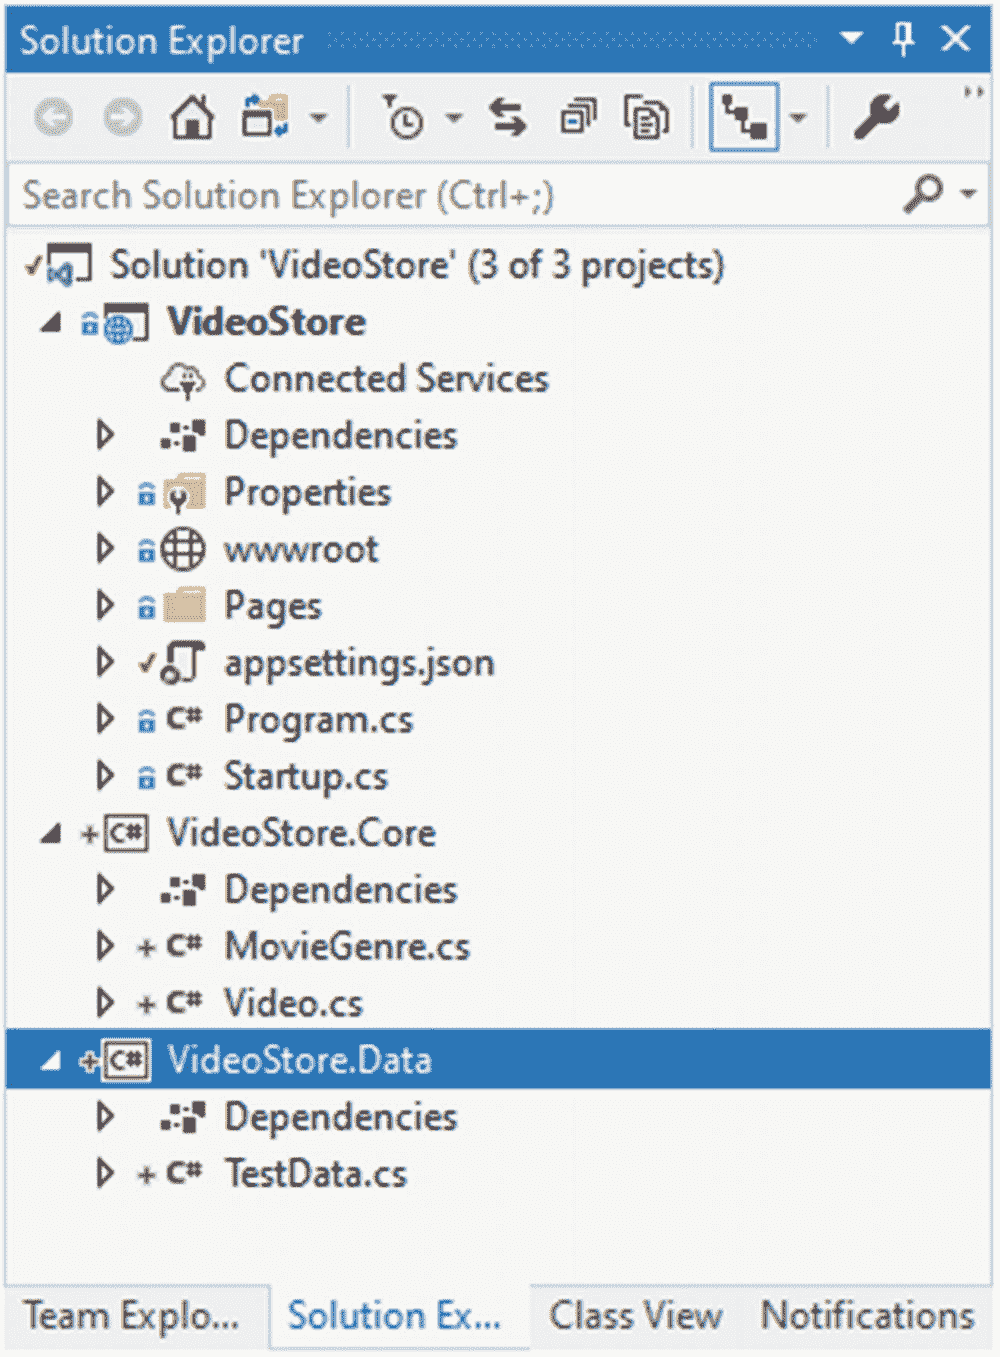 Solution Explorer
Search Solution Explorer (Ctrl+;)
Solution 'VideoStore' (3 of 3 projects)
VideoStore
Connected Services
Dependencies
Properties
wwwroot
Pages
appsettings.json
C# Program.cs
C# Startup.cs
C# VideoStore.Core
Dependencies
C# MovieGenre.cs
C# Video.cs
C# VideoStore.Data
Dependencies
C# TestData.cs
Team Explo... Solution Ex... Class View Notifications